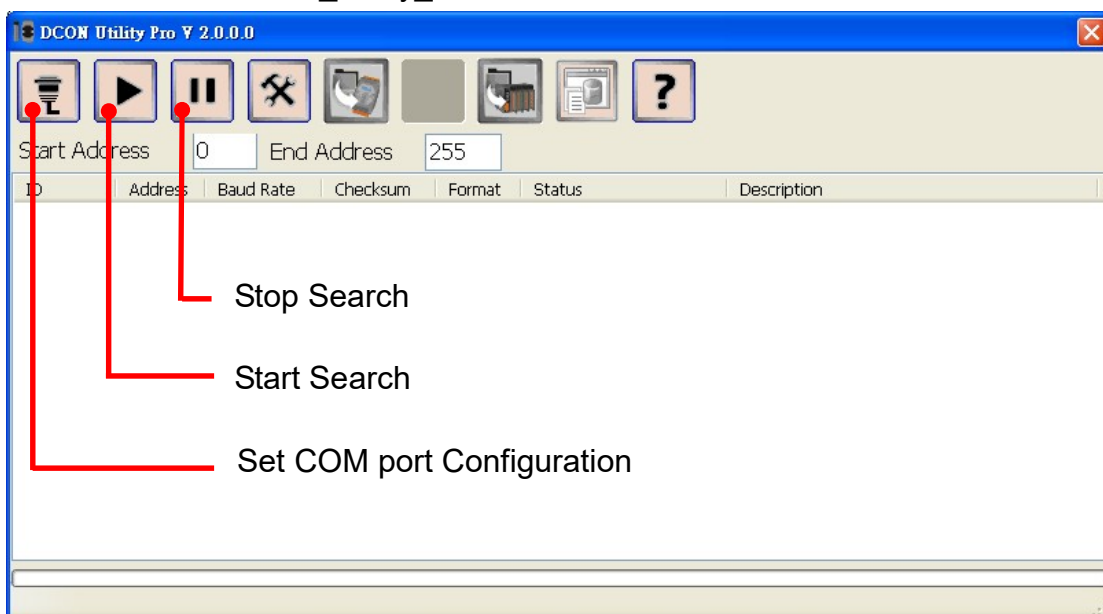 DCON Utility Pro V 2.0.0.0
?
Start Address 0 End Address 255
ID Address Baud Rate Checksum Format Status Description
Stop Search
Start Search
Set COM port Configuration